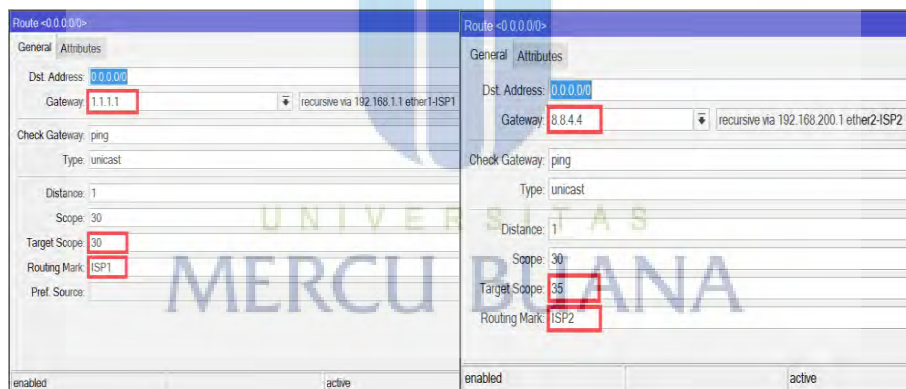 Route <0.0.0.0/0>
General Attributes
Dst. Address: 0.0.0.0/0
Gateway: 1.1.1.1 recursive via 192.168.1.1 ether1-ISP1
Check Gateway: ping
Type: unicast
Distance: 1
Scope: 30
Target Scope: 30
Routing Mark: ISP1
Pref. Source:
enabled active
Route <0.0.0.0/0>
General Attributes
Dst. Address: 0.0.0.0/0
Gateway: 8.8.4.4 recursive via 192.168.200.1 ether2-ISP2
Check Gateway: ping
Type: unicast
Distance: 1
Scope: 30
Target Scope: 35
Routing Mark: ISP2
enabled active
UNIVERSITAS
MERCU BUANA